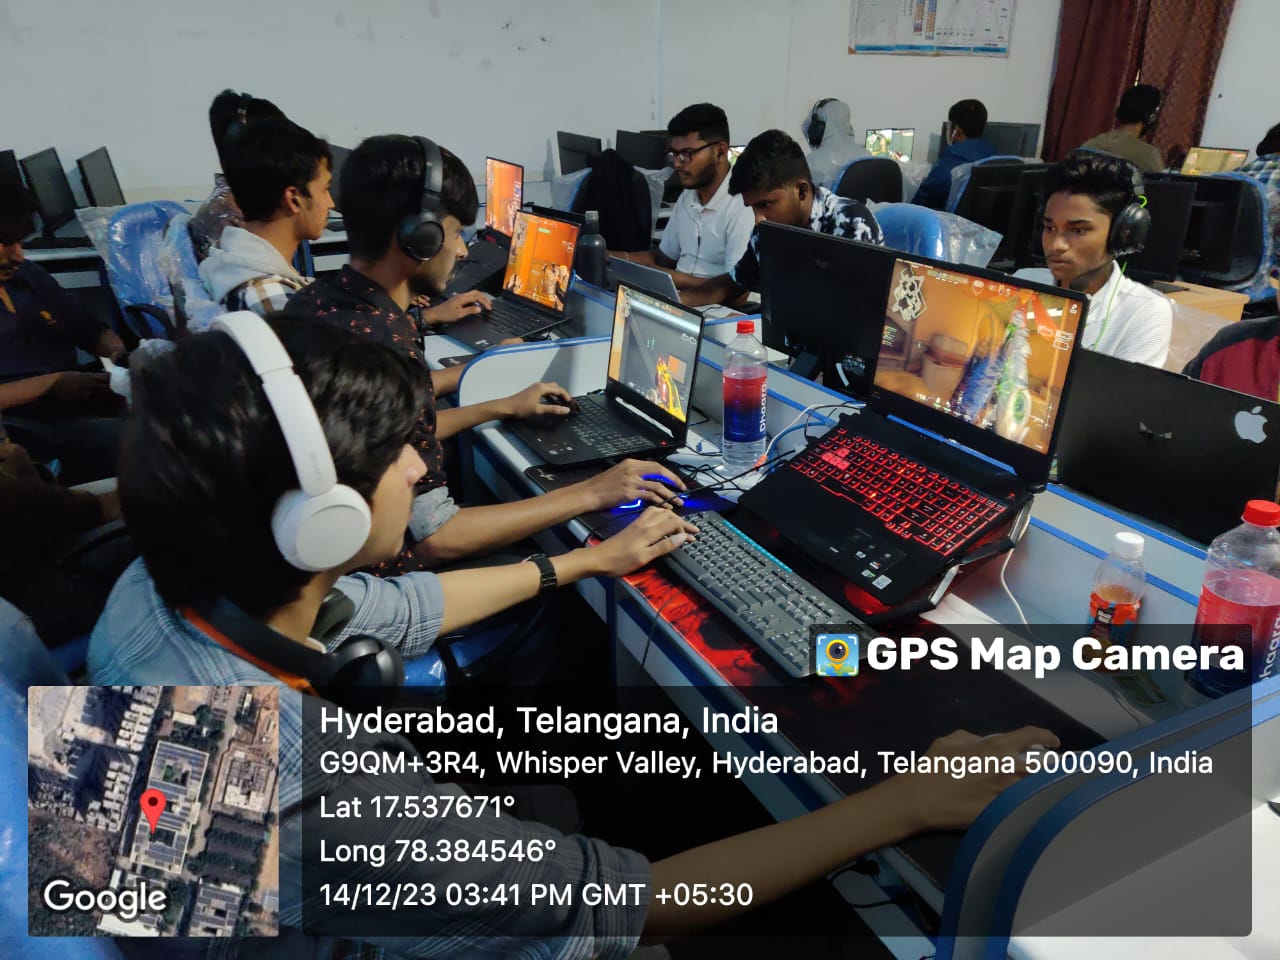 GPS Map Camera
Hyderabad, Telangana, India
G9QM+3R4, Whisper Valley, Hyderabad, Telangana 500090, India
Lat 17.537671°
Long 78.384546°
14/12/23 03:41 PM GMT +05:30
Google
Dhaara